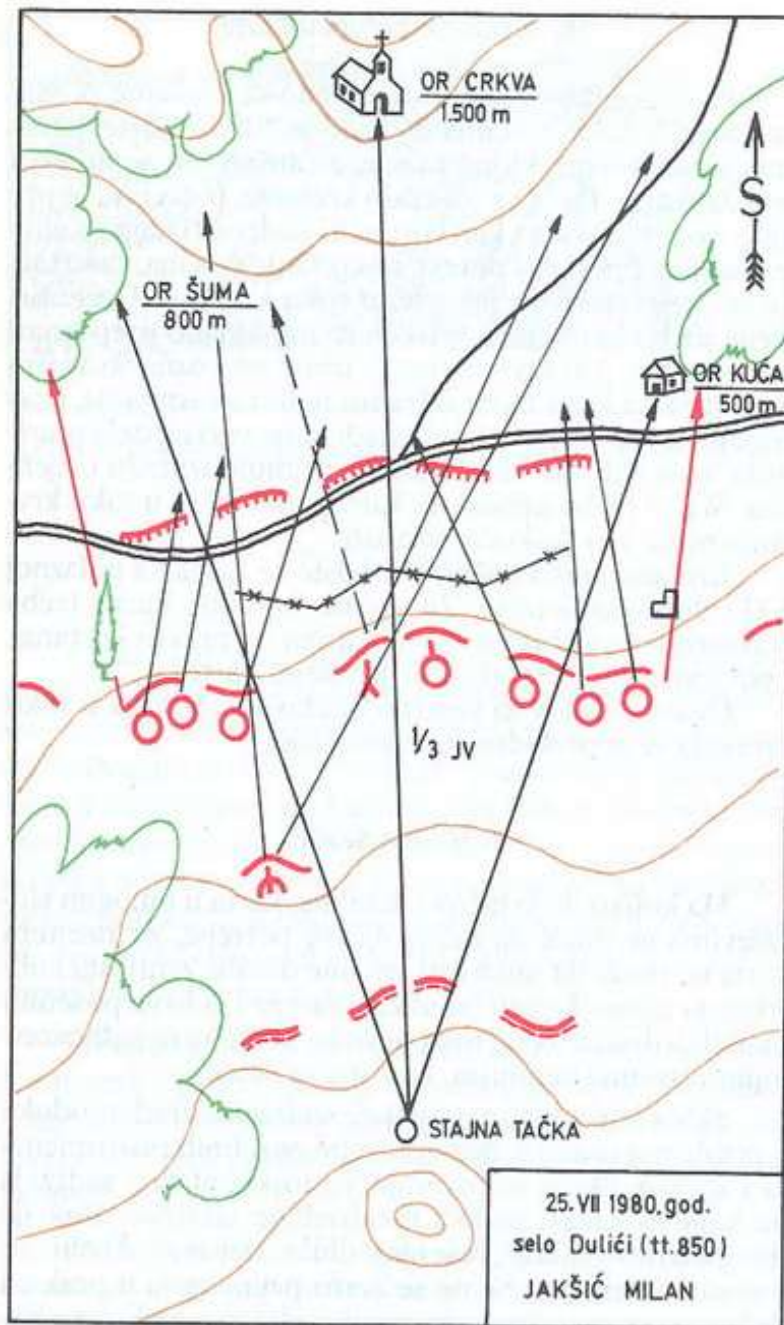 OR CRKVA
1.500 m
S
OR ŠUMA
800 m
OR KUĆA
500 m.
1/3 JV
STAJNA TAČKA
25. VII 1980. god.
selo Dulići (tt. 850)
JAKŠIĆ MILAN